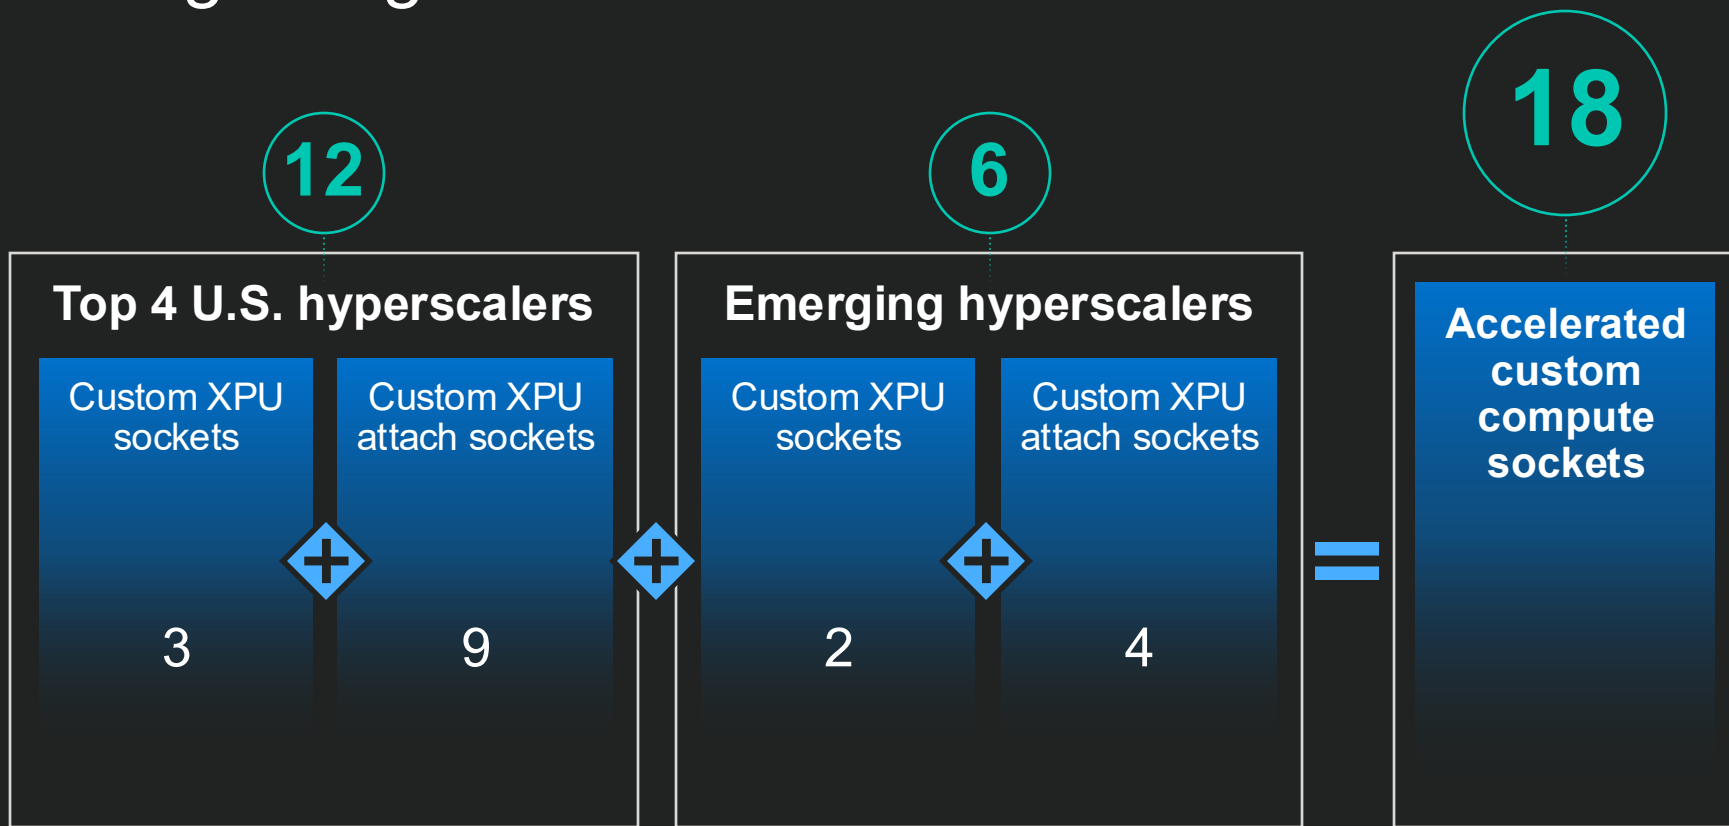 12
6
18
Top 4 U.S. hyperscalers
Custom XPU
sockets
3
+
Custom XPU
attach sockets
9
+
Emerging hyperscalers
Custom XPU
sockets
2
+
Custom XPU
attach sockets
4
=
Accelerated
custom
compute
sockets